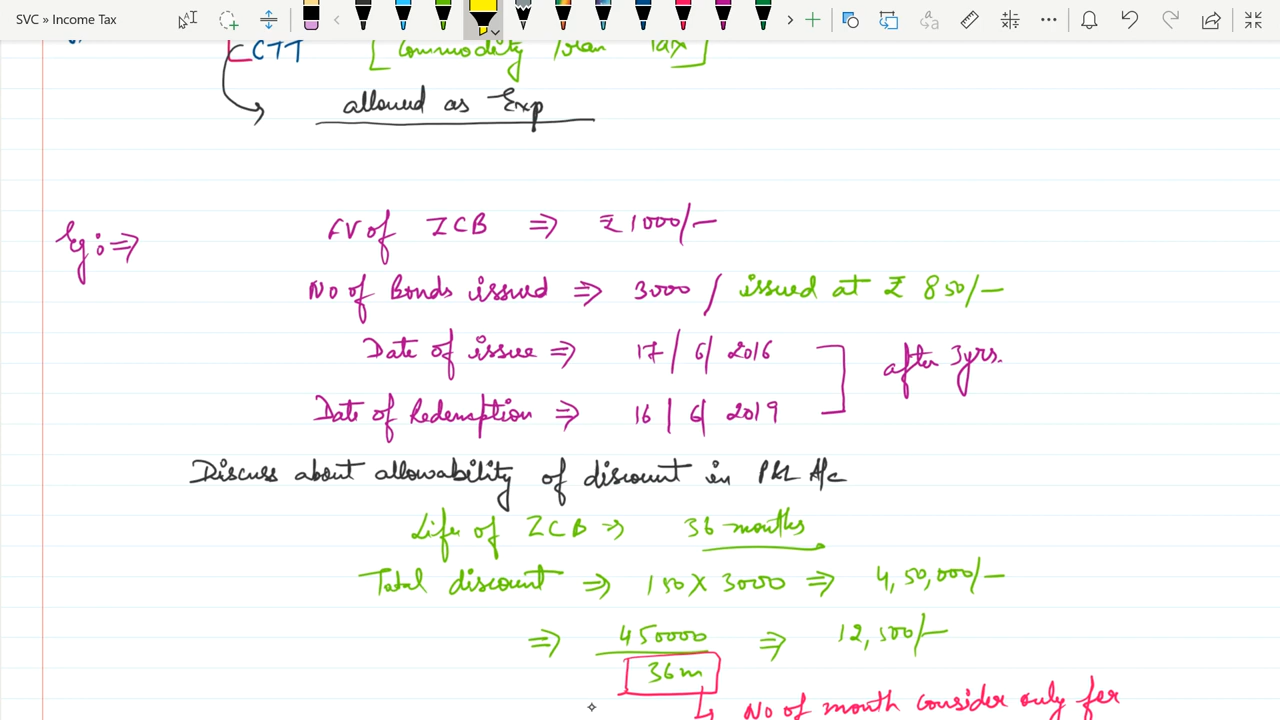 SVC » Income Tax
CTT [Commodity Tran Tax]
allowed as Exp
Eg:⇒ FV of ZCB ⇒ ₹1000/-
No of Bonds issued ⇒ 3000 / issued at ₹ 850/-
Date of issue ⇒ 17/6/2016
after 3yrs.
Date of Redemption ⇒ 16/6/2019
Discuss about allowability of discount in P&L A/c
Life of ZCB ⇒ 36 months
Total discount ⇒ 150 X 3000 ⇒ 4,50,000/-
⇒ 450000 ⇒ 12,500/-
36m
No of month consider only for